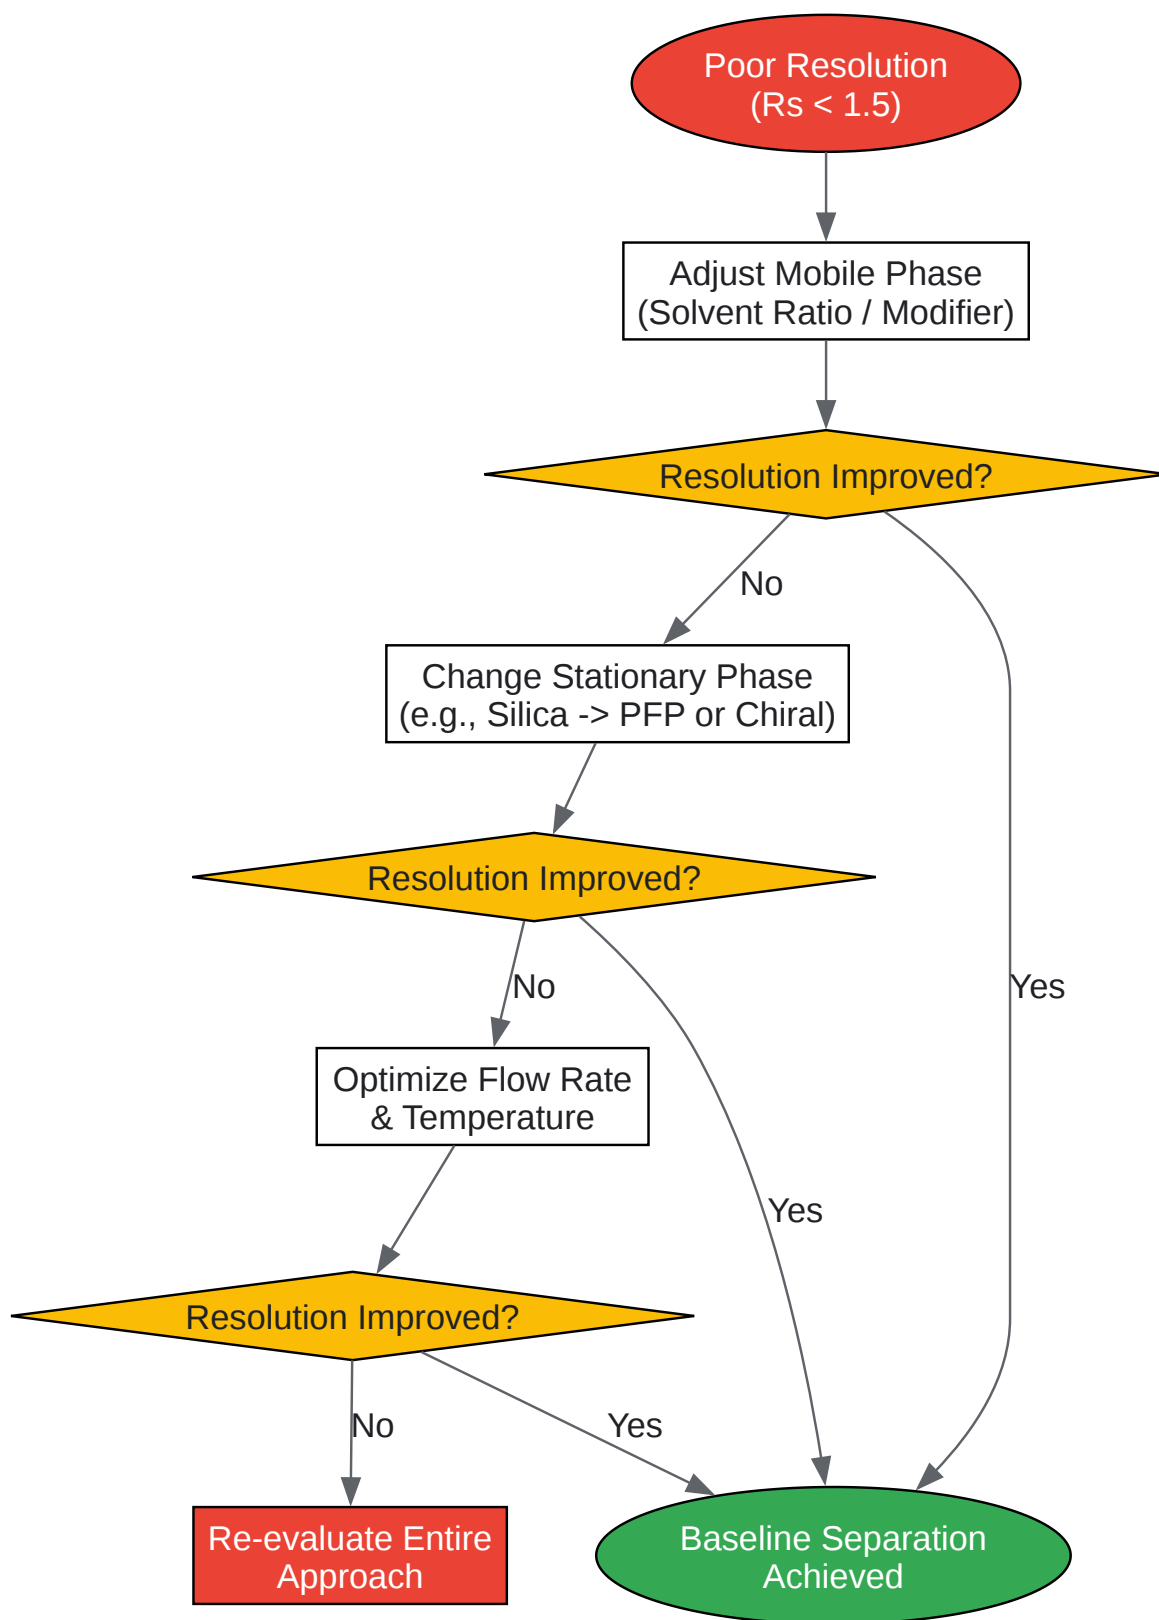 Poor Resolution
(Rs < 1.5)
Adjust Mobile Phase
(Solvent Ratio / Modifier)
Resolution Improved?
No
Change Stationary Phase
(e.g., Silica -> PFP or Chiral)
Resolution Improved?
No
Yes
Optimize Flow Rate
& Temperature
Yes
Resolution Improved?
No
Yes
Re-evaluate Entire
Approach
Baseline Separation
Achieved